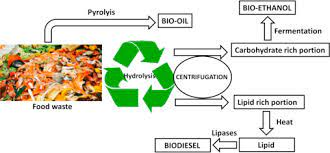 Pyrolyis
BIO-OIL
BIO-ETHANOL
Fermentation
Carbohydrate rich portion
Hydrolysis
CENTRIFUGATION
Food waste
Lipid rich portion
Heat
Lipases
BIODIESEL
Lipid